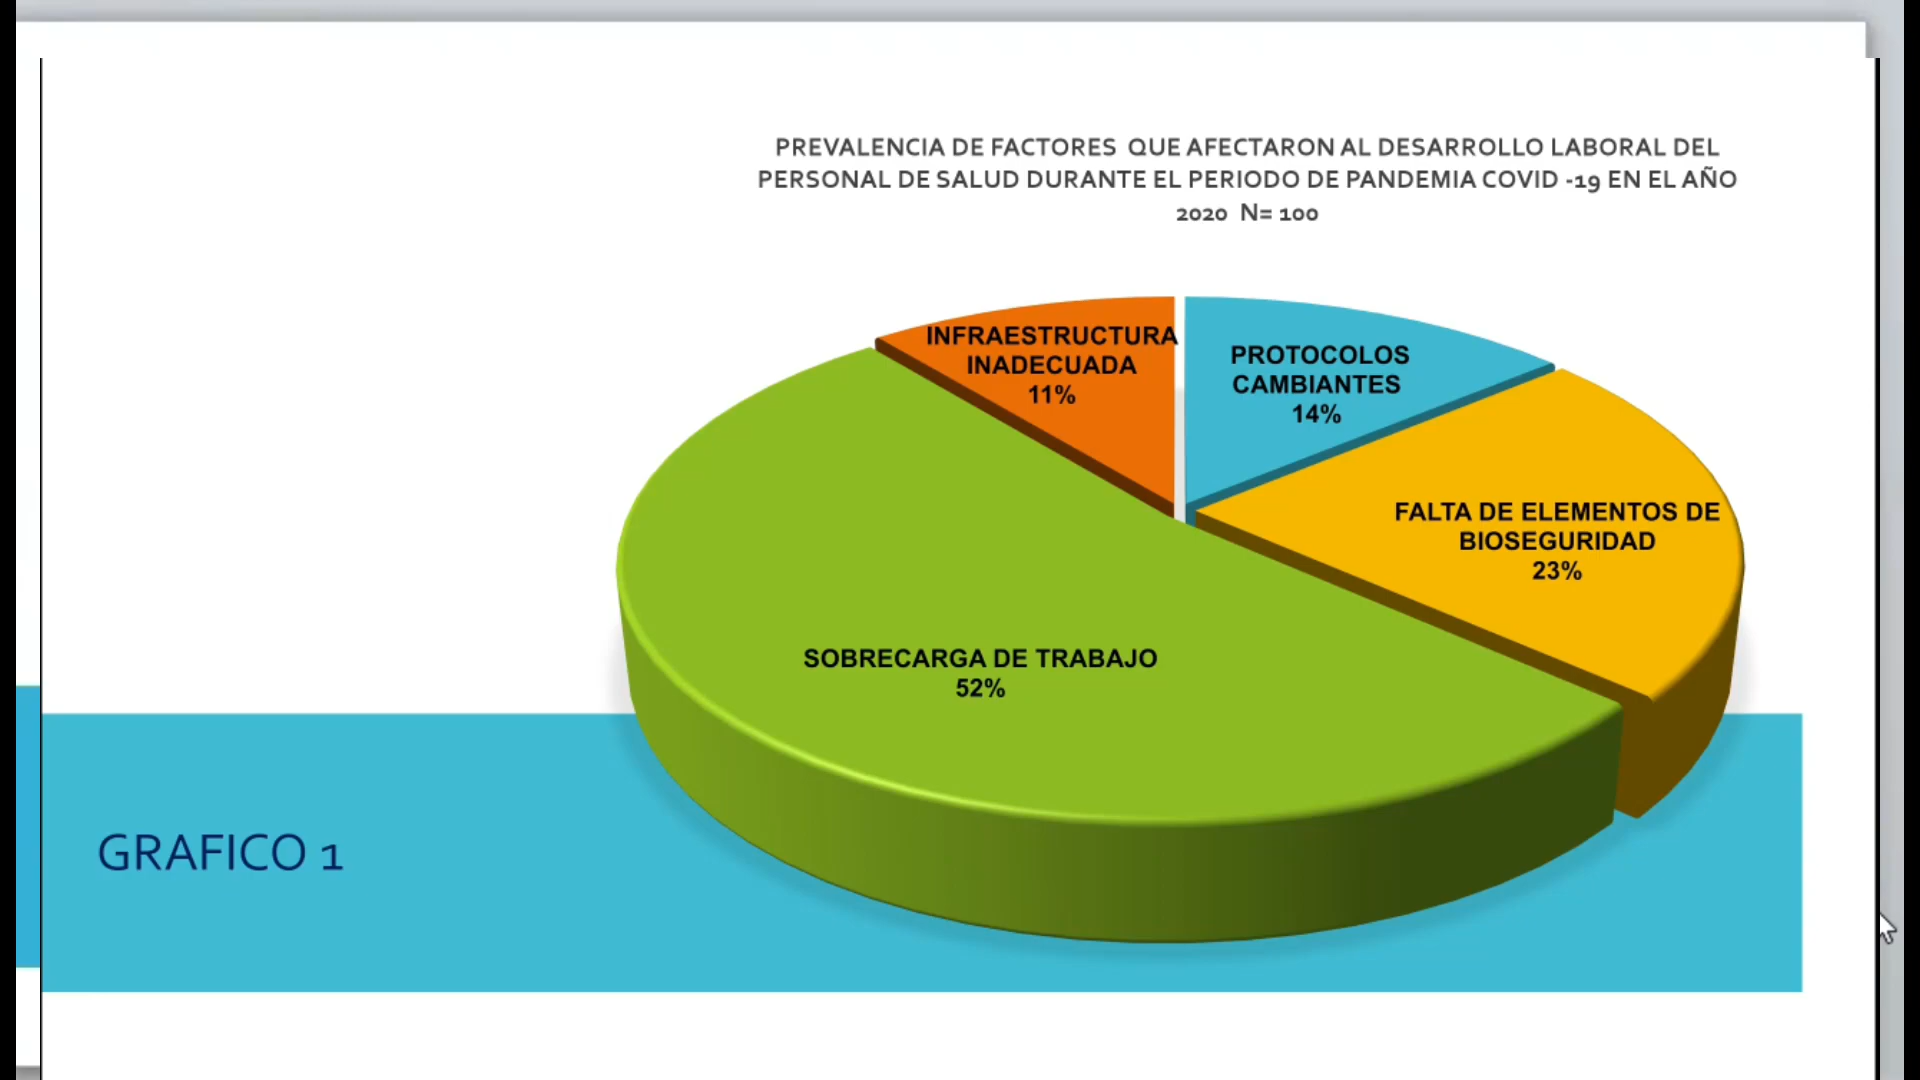 PREVALENCIA DE FACTORES QUE AFECTARON AL DESARROLLO LABORAL DEL
PERSONAL DE SALUD DURANTE EL PERIODO DE PANDEMIA COVID -19 EN EL AÑO
2020 N= 100
INFRAESTRUCTURA
INADECUADA
11%
PROTOCOLOS
CAMBIANTES
14%
FALTA DE ELEMENTOS DE
BIOSEGURIDAD
23%
SOBRECARGA DE TRABAJO
52%
GRAFICO 1